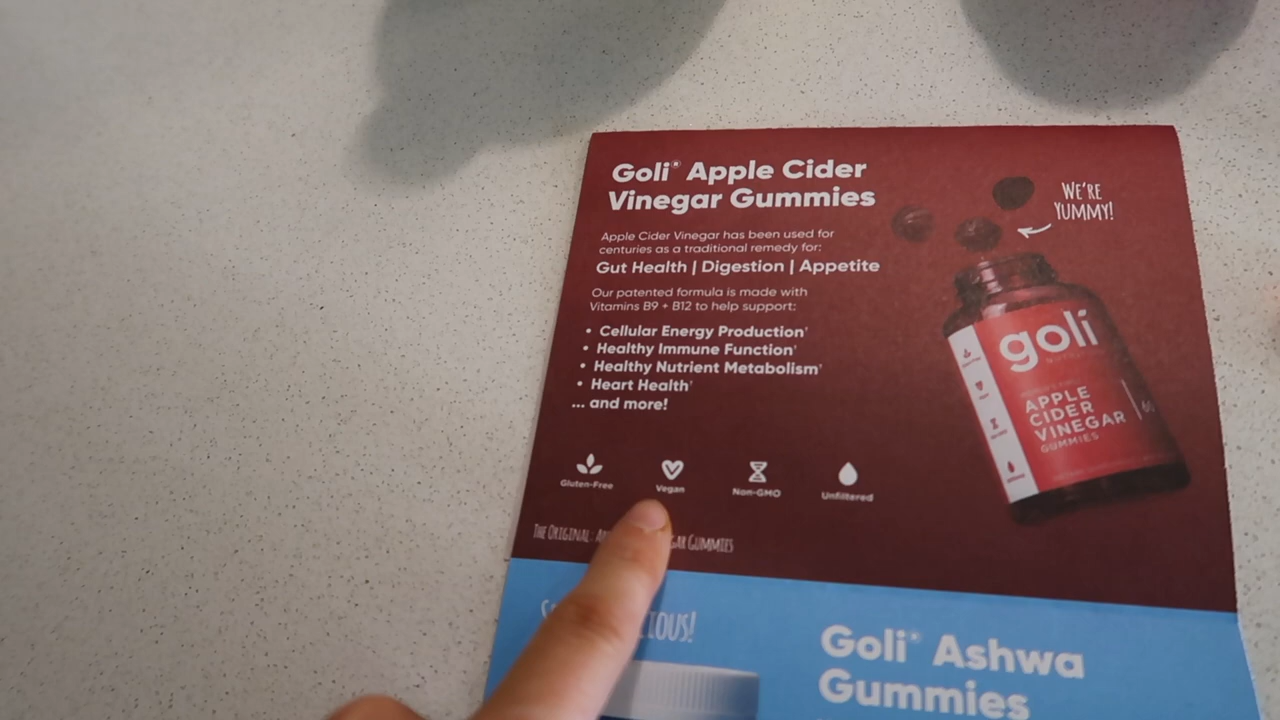 Goli® Apple Cider
Vinegar Gummies
WE'RE
YUMMY!
Apple Cider Vinegar has been used for
centuries as a traditional remedy for:
Gut Health | Digestion | Appetite
Our patented formula is made with
Vitamins B9 + B12 to help support:
• Cellular Energy Production†
• Healthy Immune Function†
• Healthy Nutrient Metabolism†
• Heart Health†
... and more!
goli
APPLE
CIDER
VINEGAR
GUMMIES
Gluten-Free
Vegan
Non-GMO
Unfiltered
THE ORIGINAL GUMMIES
Goli® Ashwa
Gummies